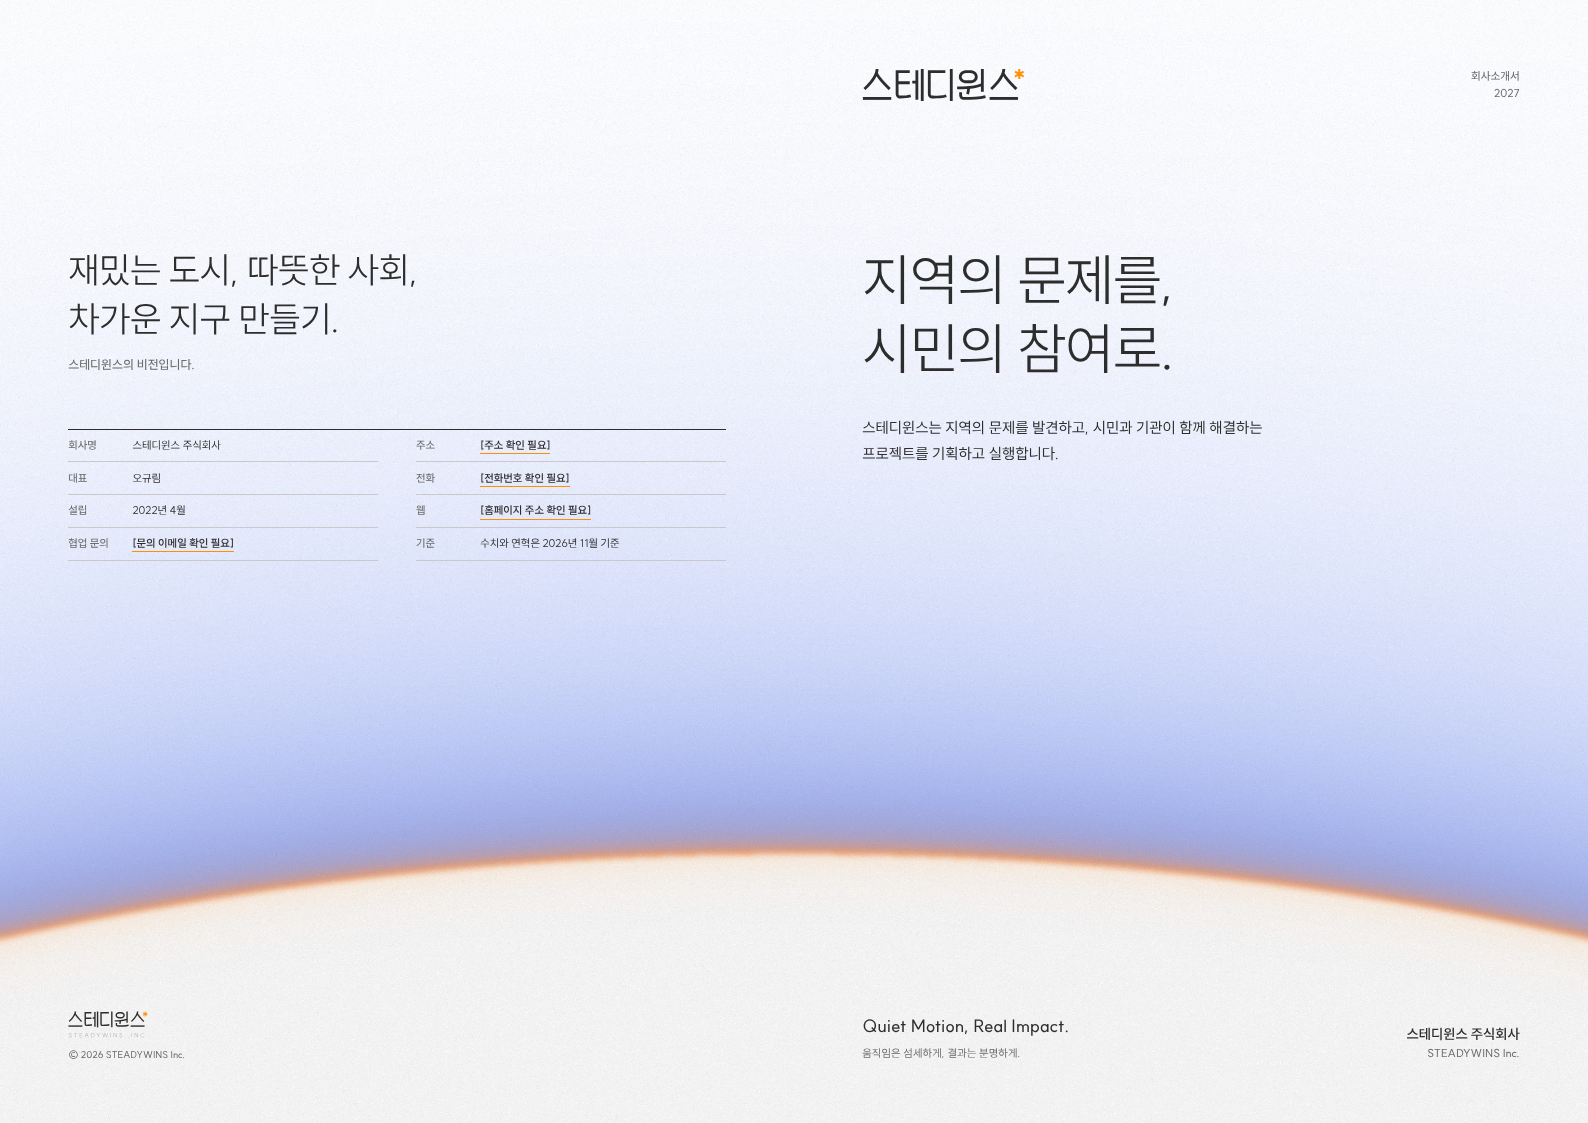 재밌는 도시, 따뜻한 사회,
차가운 지구 만들기.
스테디윈스의 비전입니다.
회사명 스테디윈스 주식회사
대표 오규림
설립 2022년 4월
협업 문의 [문의 이메일 확인 필요]
주소 [주소 확인 필요]
전화 [전화번호 확인 필요]
웹 [홈페이지 주소 확인 필요]
기준 수치와 연혁은 2026년 11월 기준
스테디윈스*
STEADYWINS .INC
© 2026 STEADYWINS Inc.
스테디윈스*
회사소개서
2027
지역의 문제를,
시민의 참여로.
스테디윈스는 지역의 문제를 발견하고, 시민과 기관이 함께 해결하는
프로젝트를 기획하고 실행합니다.
Quiet Motion, Real Impact.
움직임은 섬세하게, 결과는 분명하게.
스테디윈스 주식회사
STEADYWINS Inc.